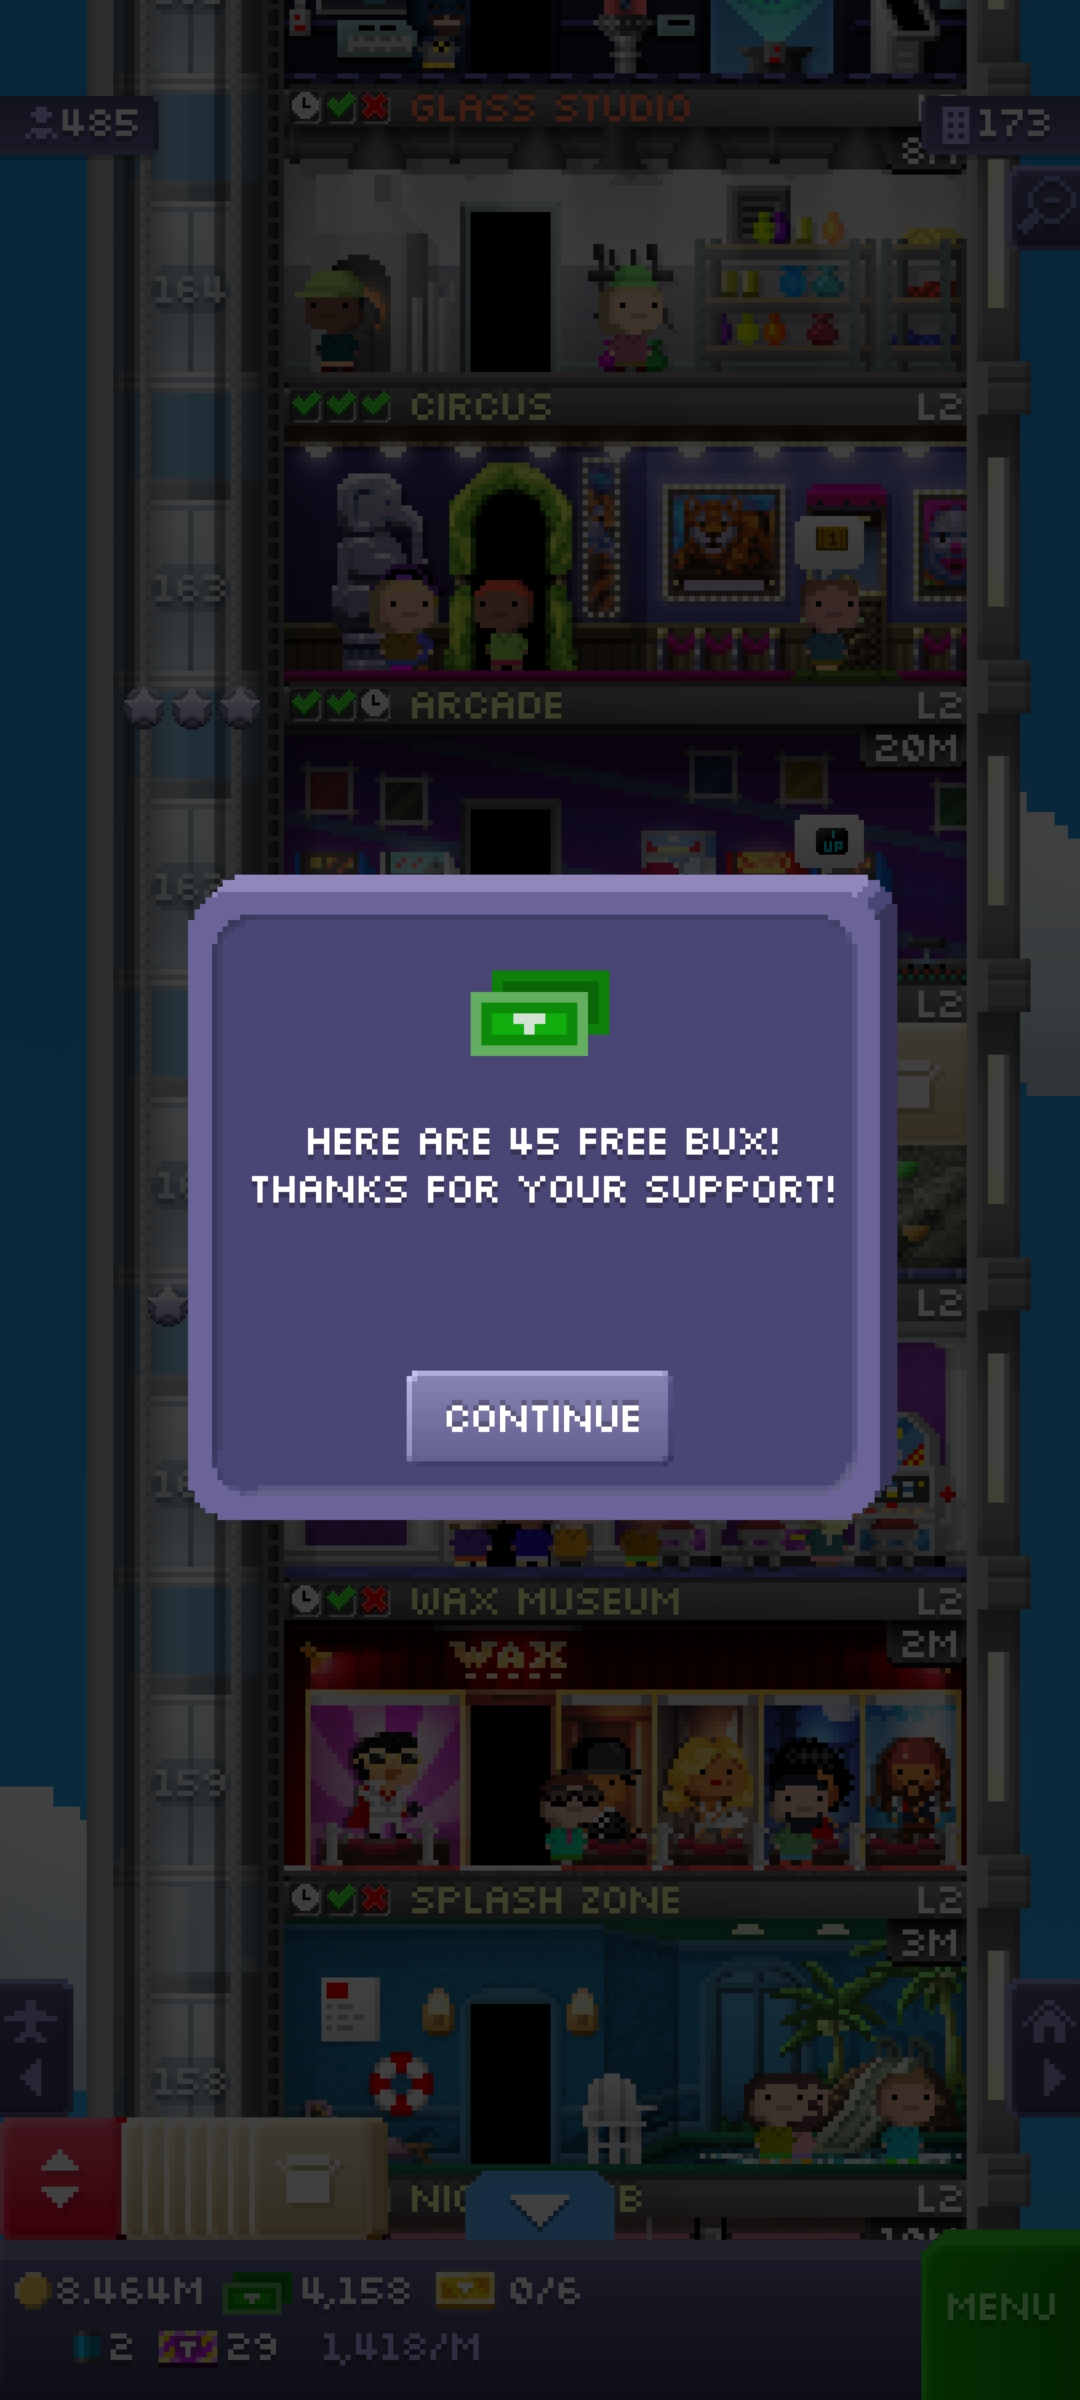 GLASS STUDIO
485
173
164
CIRCUS L2
1
163
ARCADE L2
20M
UP
L2
HERE ARE 45 FREE BUX!
THANKS FOR YOUR SUPPORT!
L2
CONTINUE
WAX MUSEUM L2
2M
WAX
159
SPLASH ZONE L2
3M
158
L2
8.464M 4,158 0/6
MENU
2 29 1,418/M